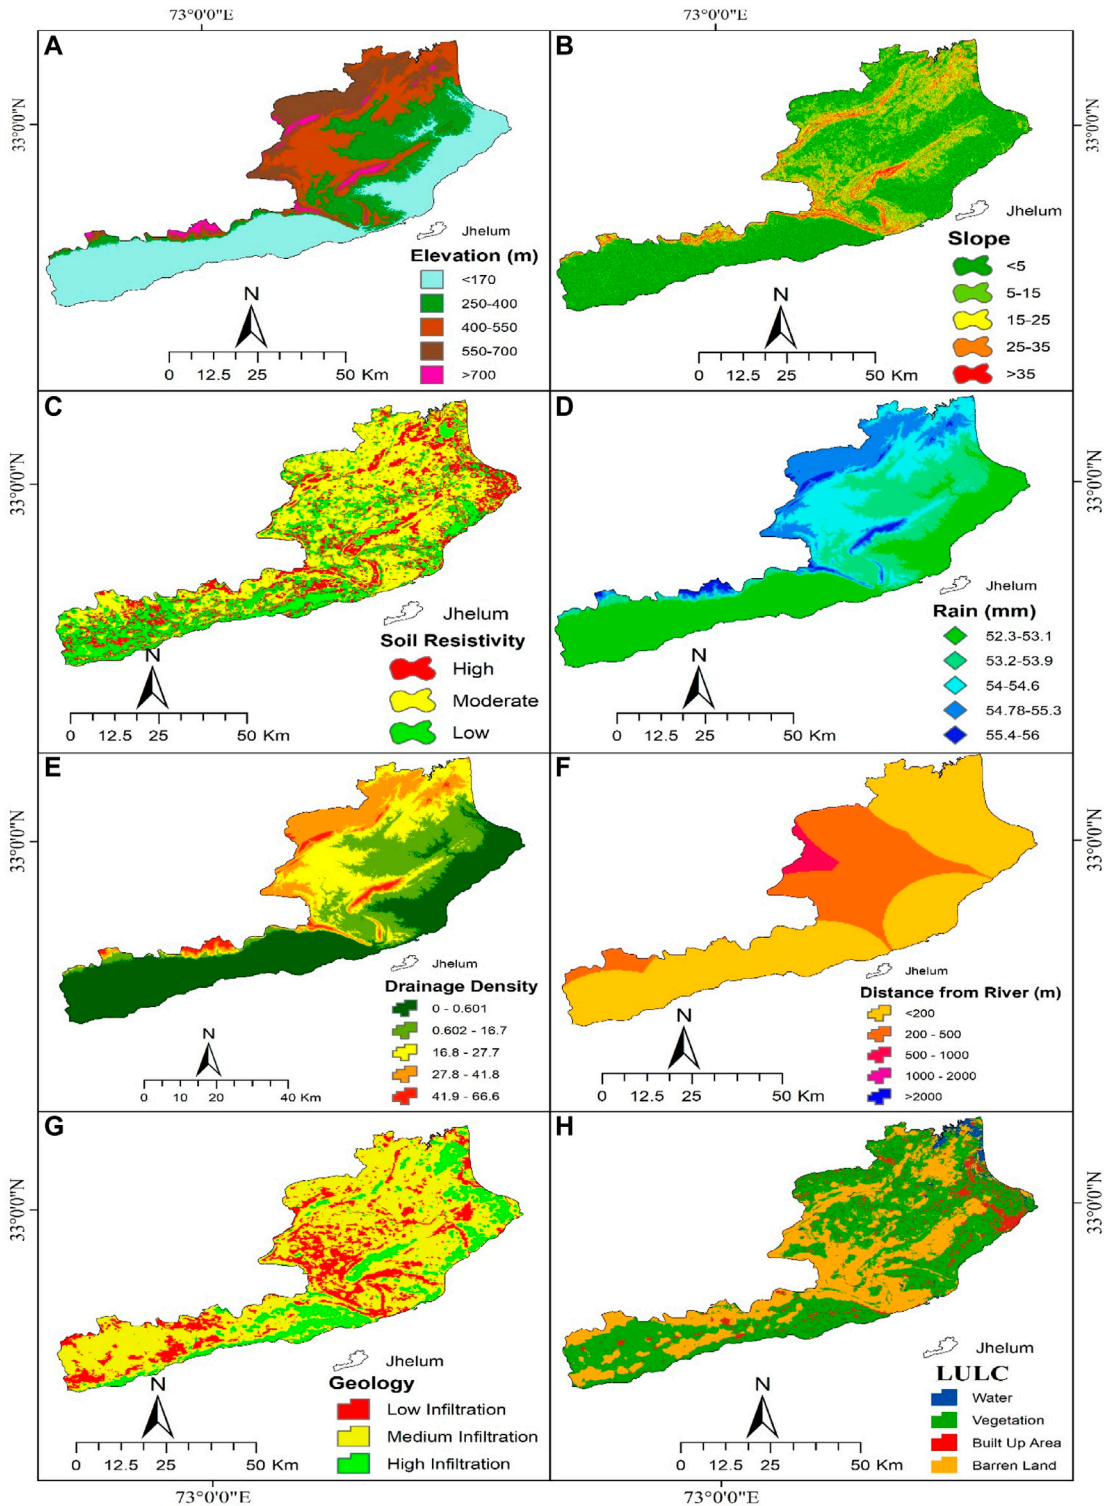 73°0'0"E
73°0'0"E
33°0'0"N
33°0'0"N
A
Jhelum
Elevation (m)
<170
250-400
400-550
550-700
>700
N
0 12.5 25 50 Km
B
Jhelum
Slope
<5
5-15
15-25
25-35
>35
N
0 12.5 25 50 Km
33°0'0"N
33°0'0"N
C
Jhelum
Soil Resistivity
High
Moderate
Low
N
0 12.5 25 50 Km
D
Jhelum
Rain (mm)
52.3-53.1
53.2-53.9
54-54.6
54.78-55.3
55.4-56
N
0 12.5 25 50 Km
33°0'0"N
33°0'0"N
E
Jhelum
Drainage Density
0 - 0.601
0.602 - 16.7
16.8 - 27.7
27.8 - 41.8
41.9 - 66.6
N
0 10 20 40 Km
F
Jhelum
Distance from River (m)
<200
200 - 500
500 - 1000
1000 - 2000
>2000
N
0 12.5 25 50 Km
33°0'0"N
33°0'0"N
G
Jhelum
Geology
Low Infiltration
Medium Infiltration
High Infiltration
N
0 12.5 25 50 Km
H
Jhelum
LULC
Water
Vegetation
Built Up Area
Barren Land
N
0 12.5 25 50 Km
73°0'0"E
73°0'0"E